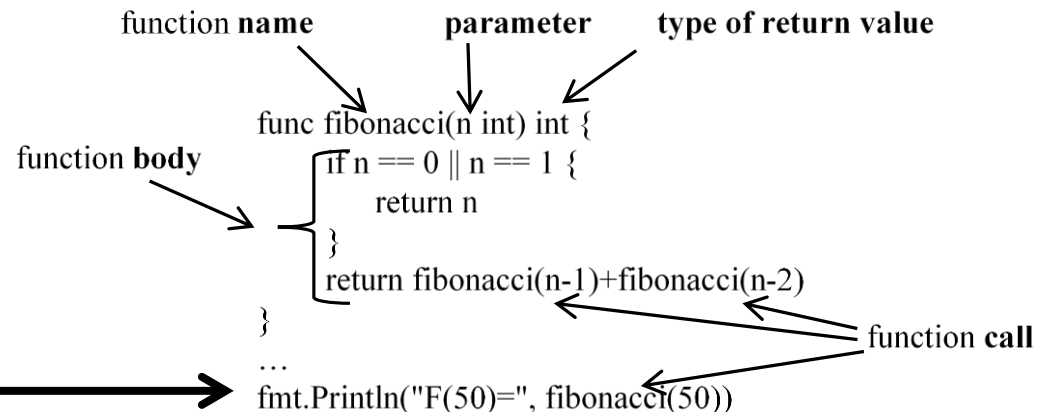 function name parameter type of return value
func fibonacci(n int) int {
function body
if n == 0 || n == 1 {
return n
}
return fibonacci(n-1)+fibonacci(n-2)
}
function call
…
fmt.Println("F(50)=", fibonacci(50))